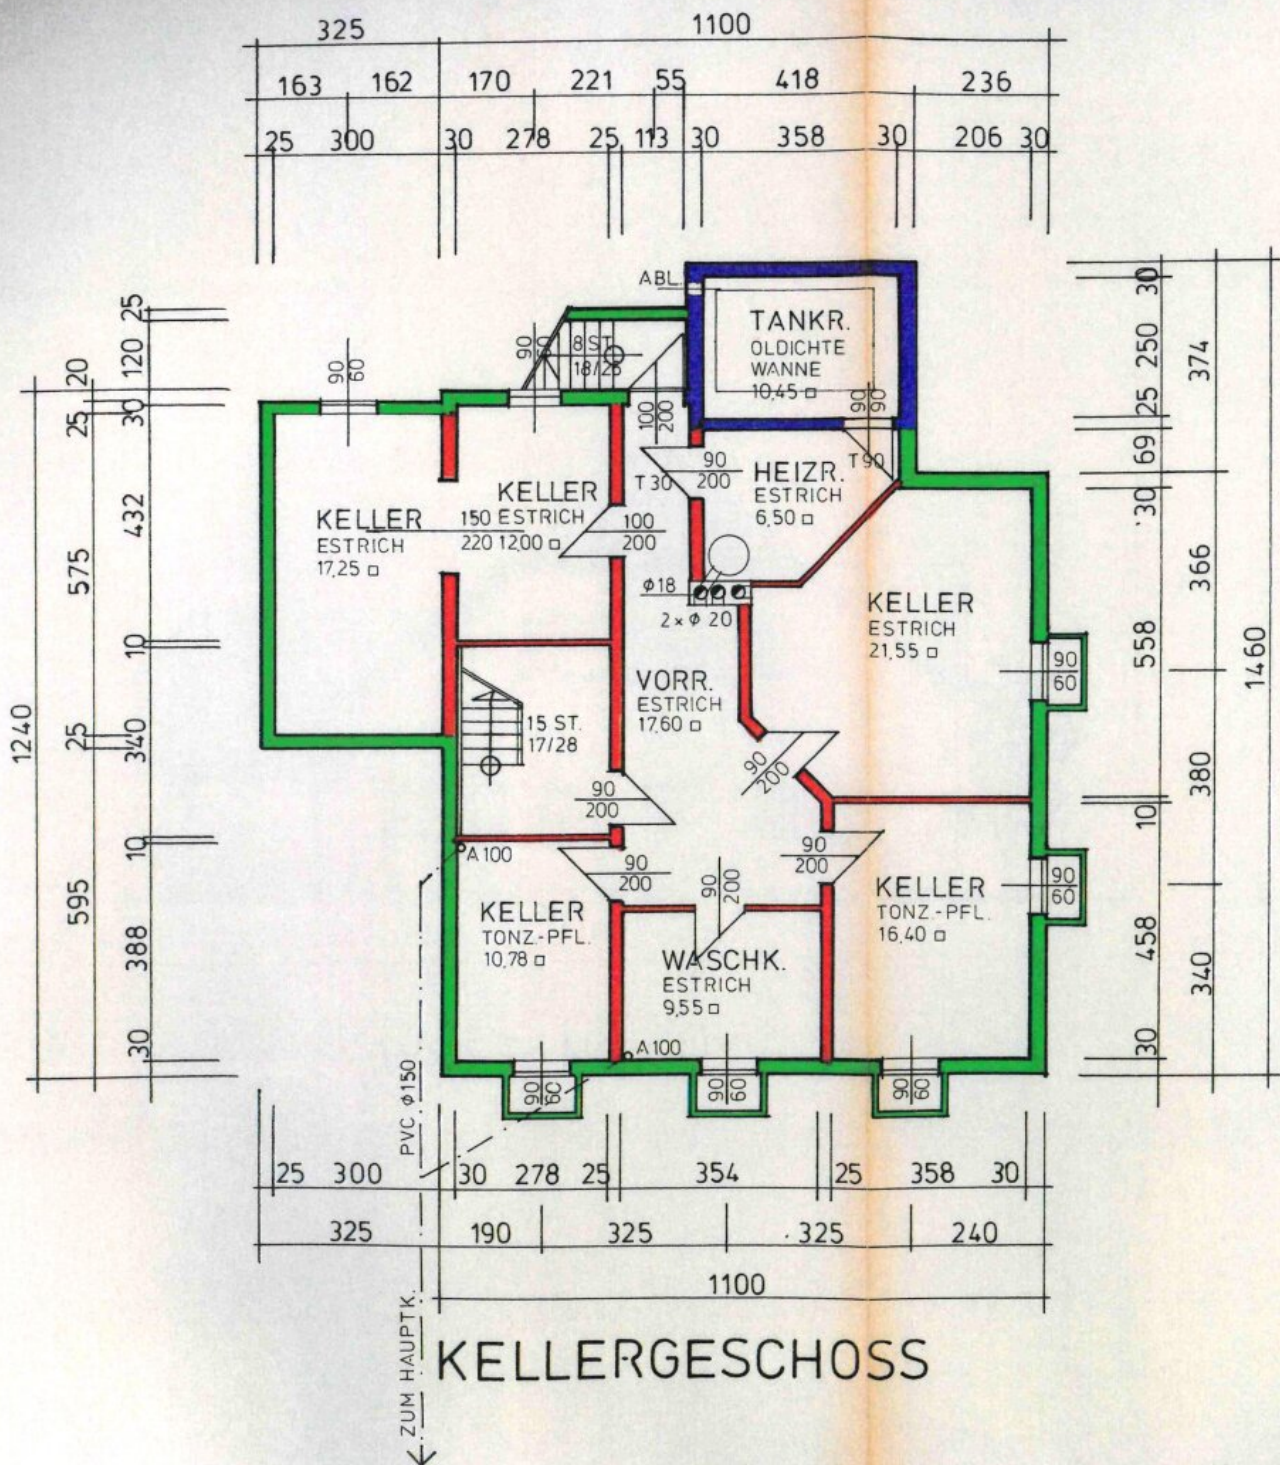 325 1100
163 162 170 221 55 418 236
25 300 30 278 25 113 30 358 30 206 30
ABL.
TANKR.
OLDICHTE
WANNE
10,45 □
90
90
8 ST.
18/25
90
60
90
100
200
T 30
90
200
HEIZR.
ESTRICH
6,50 □
T 90
KELLER
ESTRICH
17,25 □
KELLER
150 ESTRICH
220 12,00 □
100
200
φ18
2 × φ 20
KELLER
ESTRICH
21,55 □
90
60
VORR.
ESTRICH
17,60 □
15 ST.
17/28
90
200
90
200
A 100
90
200
90
200
90
200
KELLER
TONZ.-PFL.
10,78 □
WASCHK.
ESTRICH
9,55 □
KELLER
TONZ.-PFL.
16,40 □
90
60
A 100
90
60
90
60
90
60
25
120
30
432
10
340
10
388
30
20
25
575
25
595
1240
30
250
25
69
30
558
10
458
30
374
366
380
340
1460
PVC φ150
25 300 30 278 25 354 25 358 30
325 190 325 325 240
1100
ZUM HAUPTK.
KELLERGESCHOSS